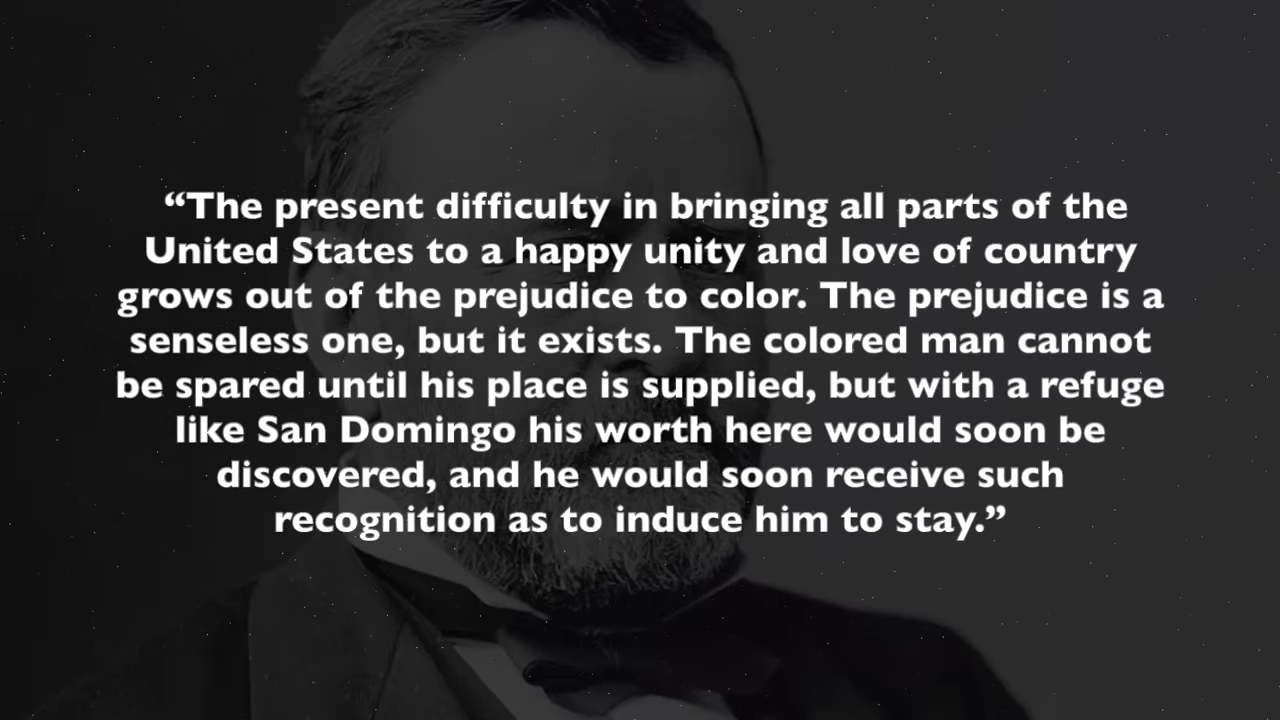 “The present difficulty in bringing all parts of the
United States to a happy unity and love of country
grows out of the prejudice to color. The prejudice is a
senseless one, but it exists. The colored man cannot
be spared until his place is supplied, but with a refuge
like San Domingo his worth here would soon be
discovered, and he would soon receive such
recognition as to induce him to stay.”